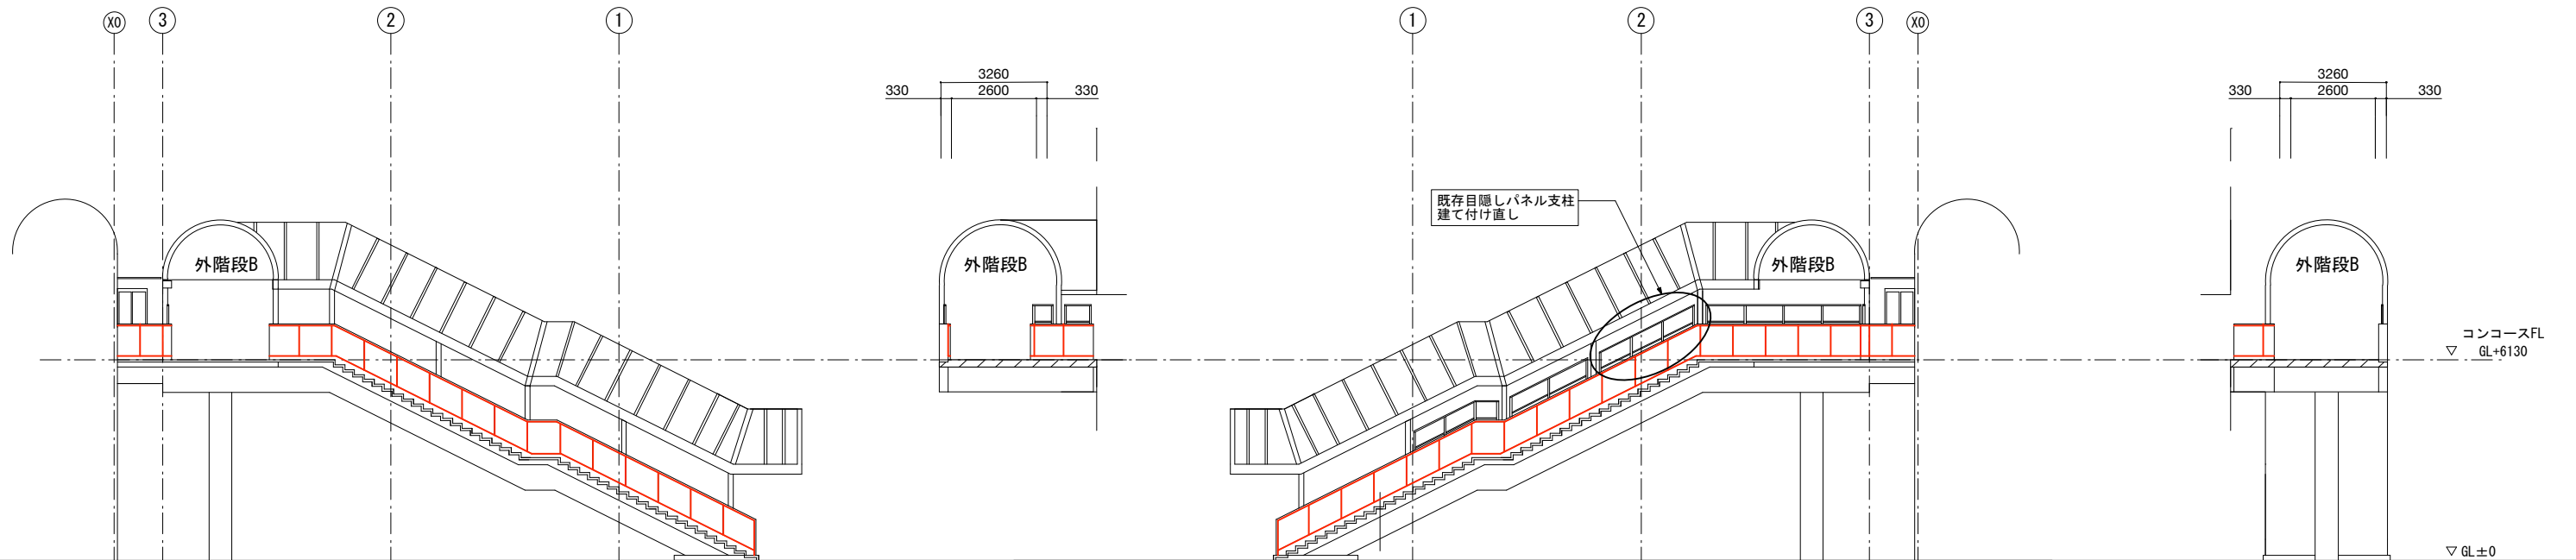 X0
3
2
1
1
2
3
X0
3260
330
2600
330
3260
330
2600
330
既存目隠しパネル支柱
建て付け直し
外階段B
外階段B
外階段B
外階段B
コンコースFL
▽ GL+6130
▽ GL±0